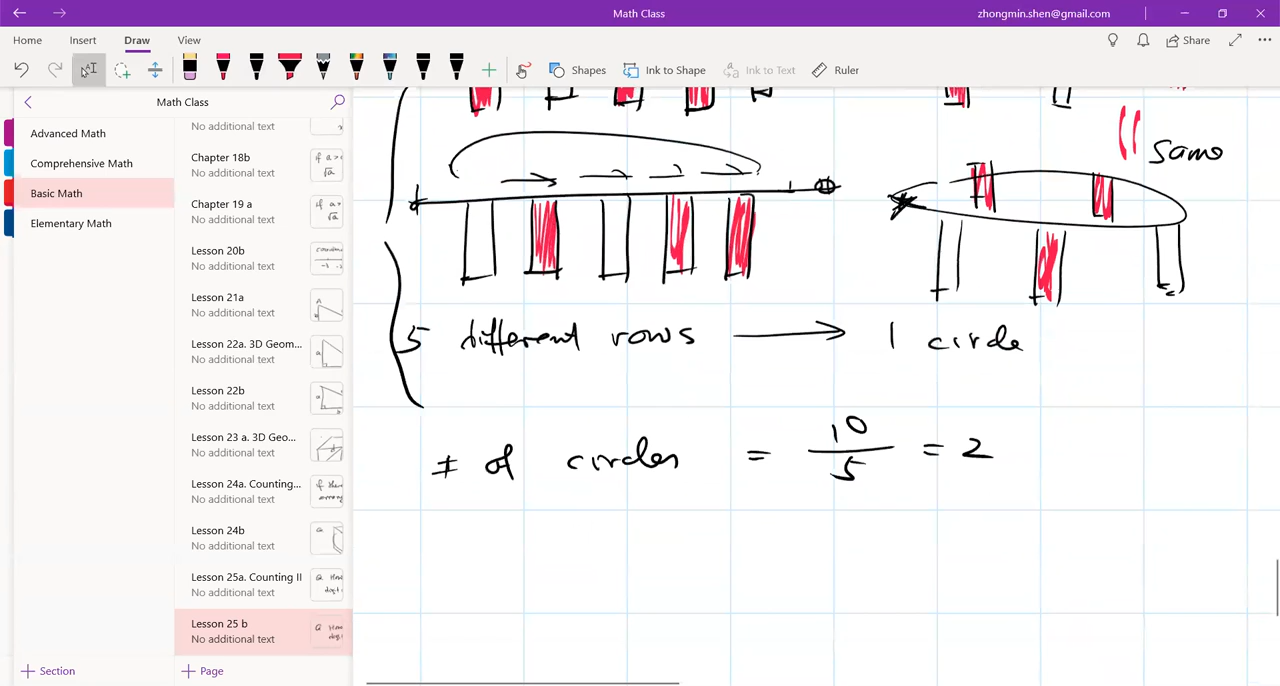 Math Class
zhongmin.shen@gmail.com
Home
Insert
Draw
View
Share
Shapes
Ink to Shape
Ink to Text
Ruler
Math Class
Advanced Math
Comprehensive Math
Basic Math
Elementary Math
No additional text
Chapter 18b
No additional text
Chapter 19 a
No additional text
Lesson 20b
No additional text
Lesson 21a
No additional text
Lesson 22a. 3D Geom...
No additional text
Lesson 22b
No additional text
Lesson 23 a. 3D Geo...
No additional text
Lesson 24a. Counting...
No additional text
Lesson 24b
No additional text
Lesson 25a. Counting II
No additional text
Lesson 25 b
No additional text
+ Section
+ Page
Same
5 different rows ⟶ 1 circle
# of circles = 10/5 = 2